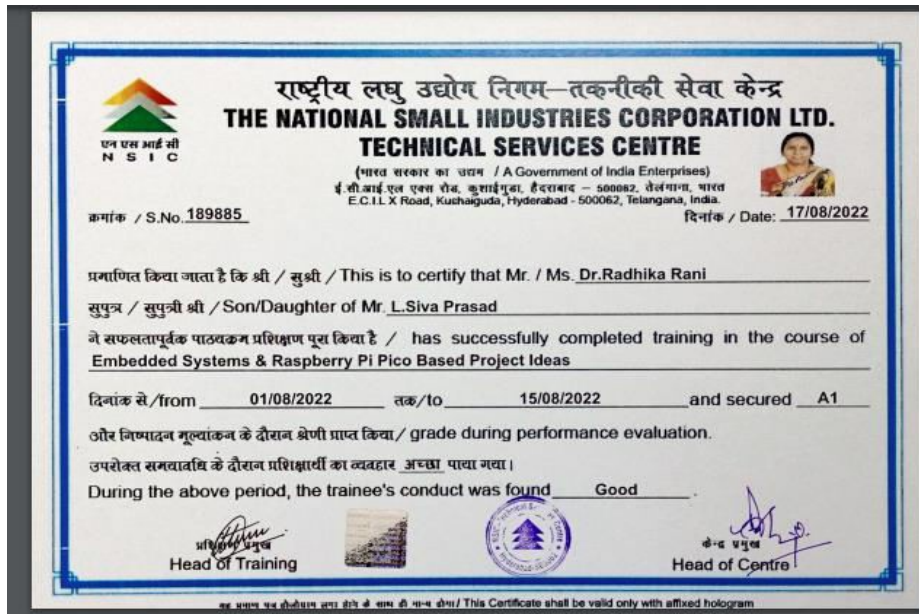 राष्ट्रीय लघु उद्योग निगम–तकनीकी सेवा केन्द्र
THE NATIONAL SMALL INDUSTRIES CORPORATION LTD.
TECHNICAL SERVICES CENTRE
एन एस आई सी
N S I C
(भारत सरकार का उद्यम / A Government of India Enterprises)
ई.सी.आई.एल एक्स रोड, कुशाईगुडा, हैदराबाद – 500062, तेलंगाना, भारत
E.C.I.L X Road, Kushaiguda, Hyderabad - 500062, Telangana, India.
क्रमांक / S.No. 189885
दिनांक / Date: 17/08/2022
प्रमाणित किया जाता है कि श्री / सुश्री / This is to certify that Mr. / Ms. Dr.Radhika Rani
सुपुत्र / सुपुत्री श्री / Son/Daughter of Mr. L.Siva Prasad
ने सफलतापूर्वक पाठयक्रम प्रशिक्षण पूरा किया है / has successfully completed training in the course of
Embedded Systems & Raspberry Pi Pico Based Project Ideas
दिनांक से/from 01/08/2022 तक/to 15/08/2022 and secured A1
और निष्पादन मूल्यांकन के दौरान श्रेणी प्राप्त किया/ grade during performance evaluation.
उपरोक्त समयावधि के दौरान प्रशिक्षार्थी का व्यवहार अच्छा पाया गया।
During the above period, the trainee's conduct was found Good .
प्रमुख
Head of Training
केन्द्र प्रमुख
Head of Centre
यह प्रमाण पत्र होलोग्राम लगा होने के साथ ही मान्य होगा/ This Certificate shall be valid only with affixed hologram